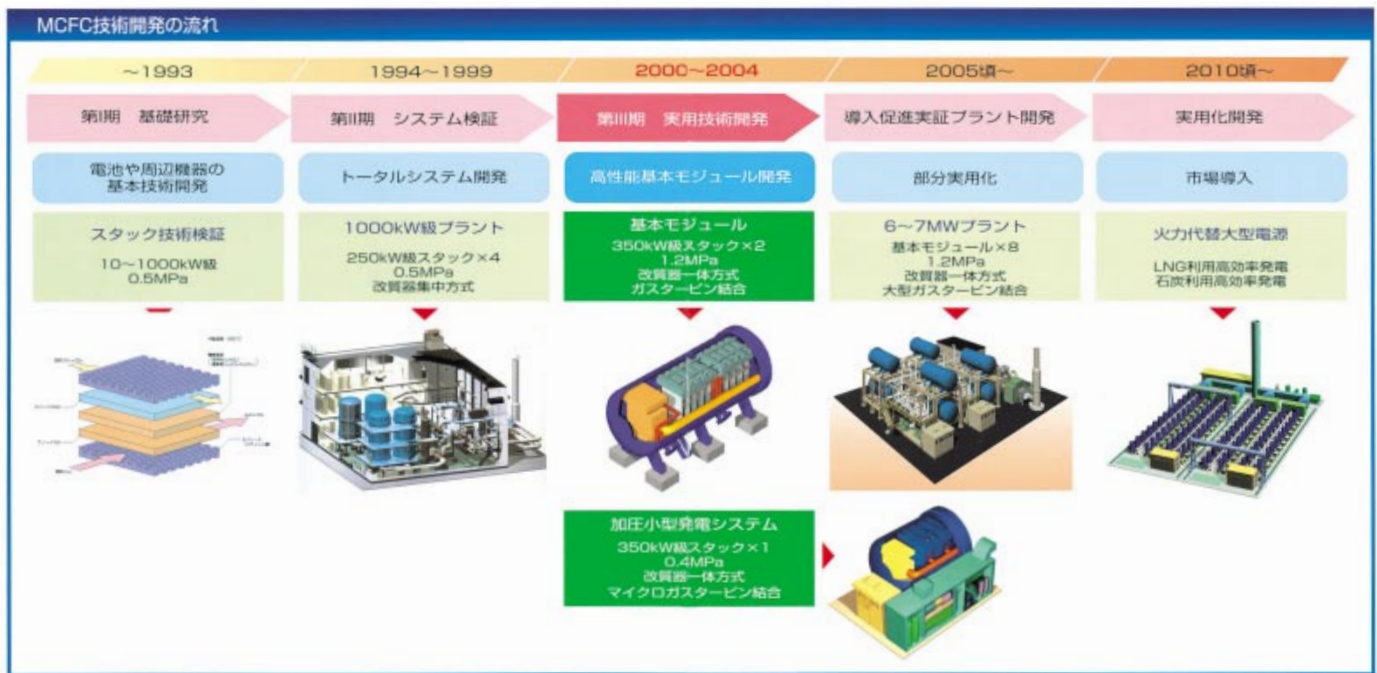 MCFC技術開発の流れ
～1993
1994～1999
2000～2004
2005頃～
2010頃～
第I期　基礎研究
第II期　システム検証
第III期　実用技術開発
導入促進実証プラント開発
実用化開発
電池や周辺機器の
基本技術開発
トータルシステム開発
高性能基本モジュール開発
部分実用化
市場導入
スタック技術検証
10～1000kW級
0.5MPa
1000kW級プラント
250kW級スタック×4
0.5MPa
改質器集中方式
基本モジュール
350kW級スタック×2
1.2MPa
改質器一体方式
ガスタービン結合
6～7MWプラント
基本モジュール×8
1.2MPa
改質器一体方式
大型ガスタービン結合
火力代替大型電源
LNG利用高効率発電
石炭利用高効率発電
加圧小型発電システム
350kW級スタック×1
0.4MPa
改質器一体方式
マイクロガスタービン結合